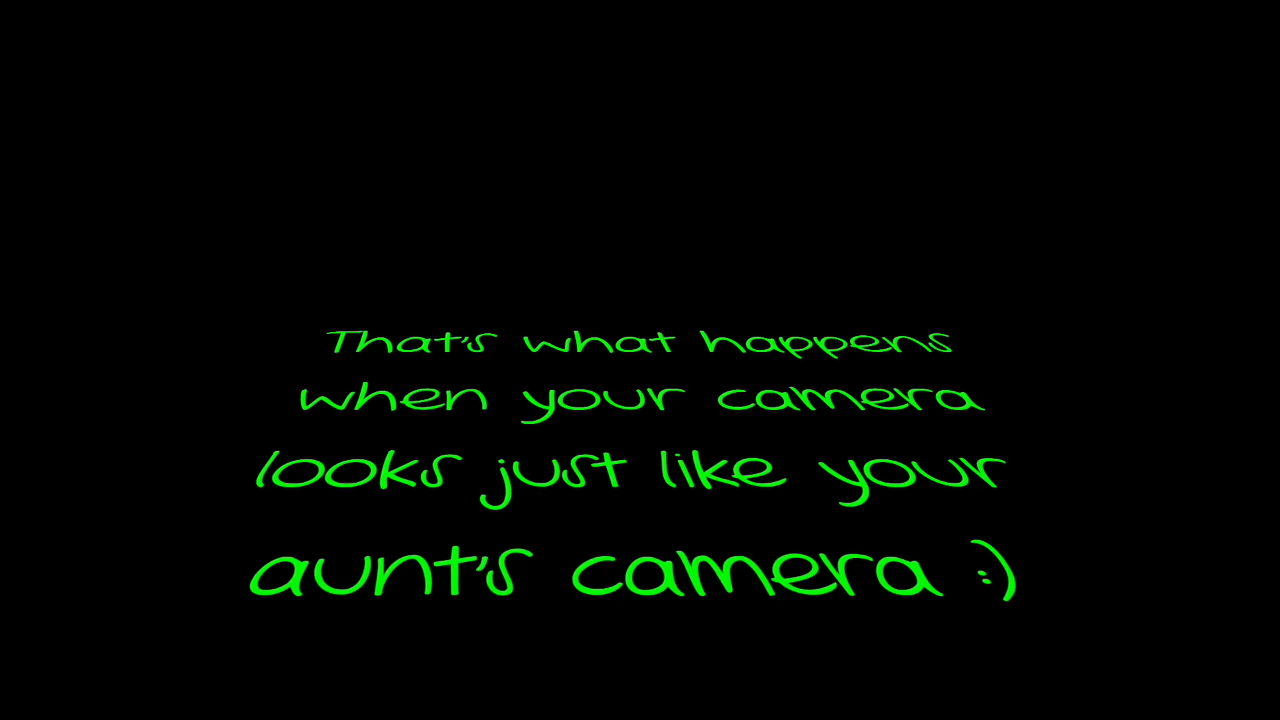 That's what happens
when your camera
looks just like your
aunt's camera :)